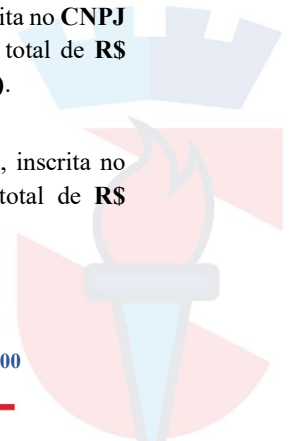 ita no CNPJ
total de R$
).
, inscrita no
total de R$
00